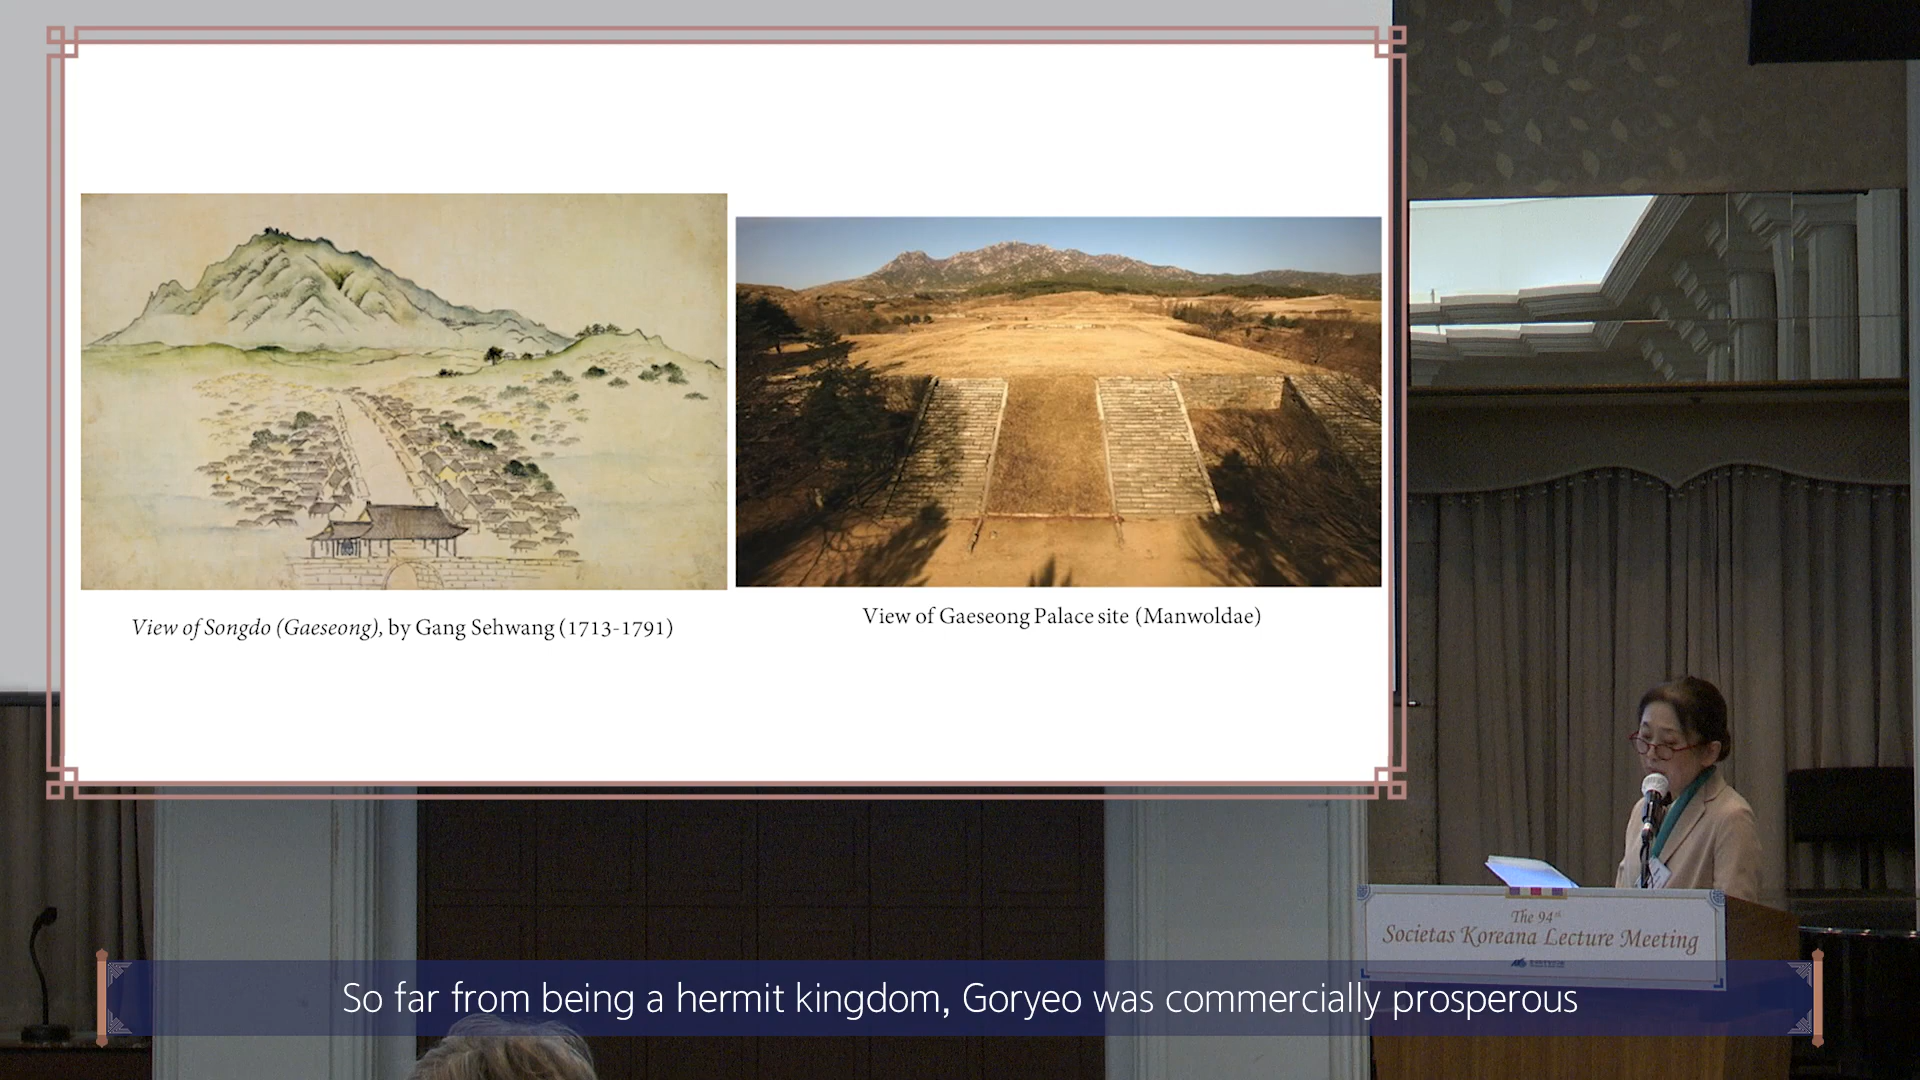 View of Songdo (Gaeseong), by Gang Sehwang (1713-1791)
View of Gaeseong Palace site (Manwoldae)
The 94th
Societas Koreana Lecture Meeting
So far from being a hermit kingdom, Goryeo was commercially prosperous